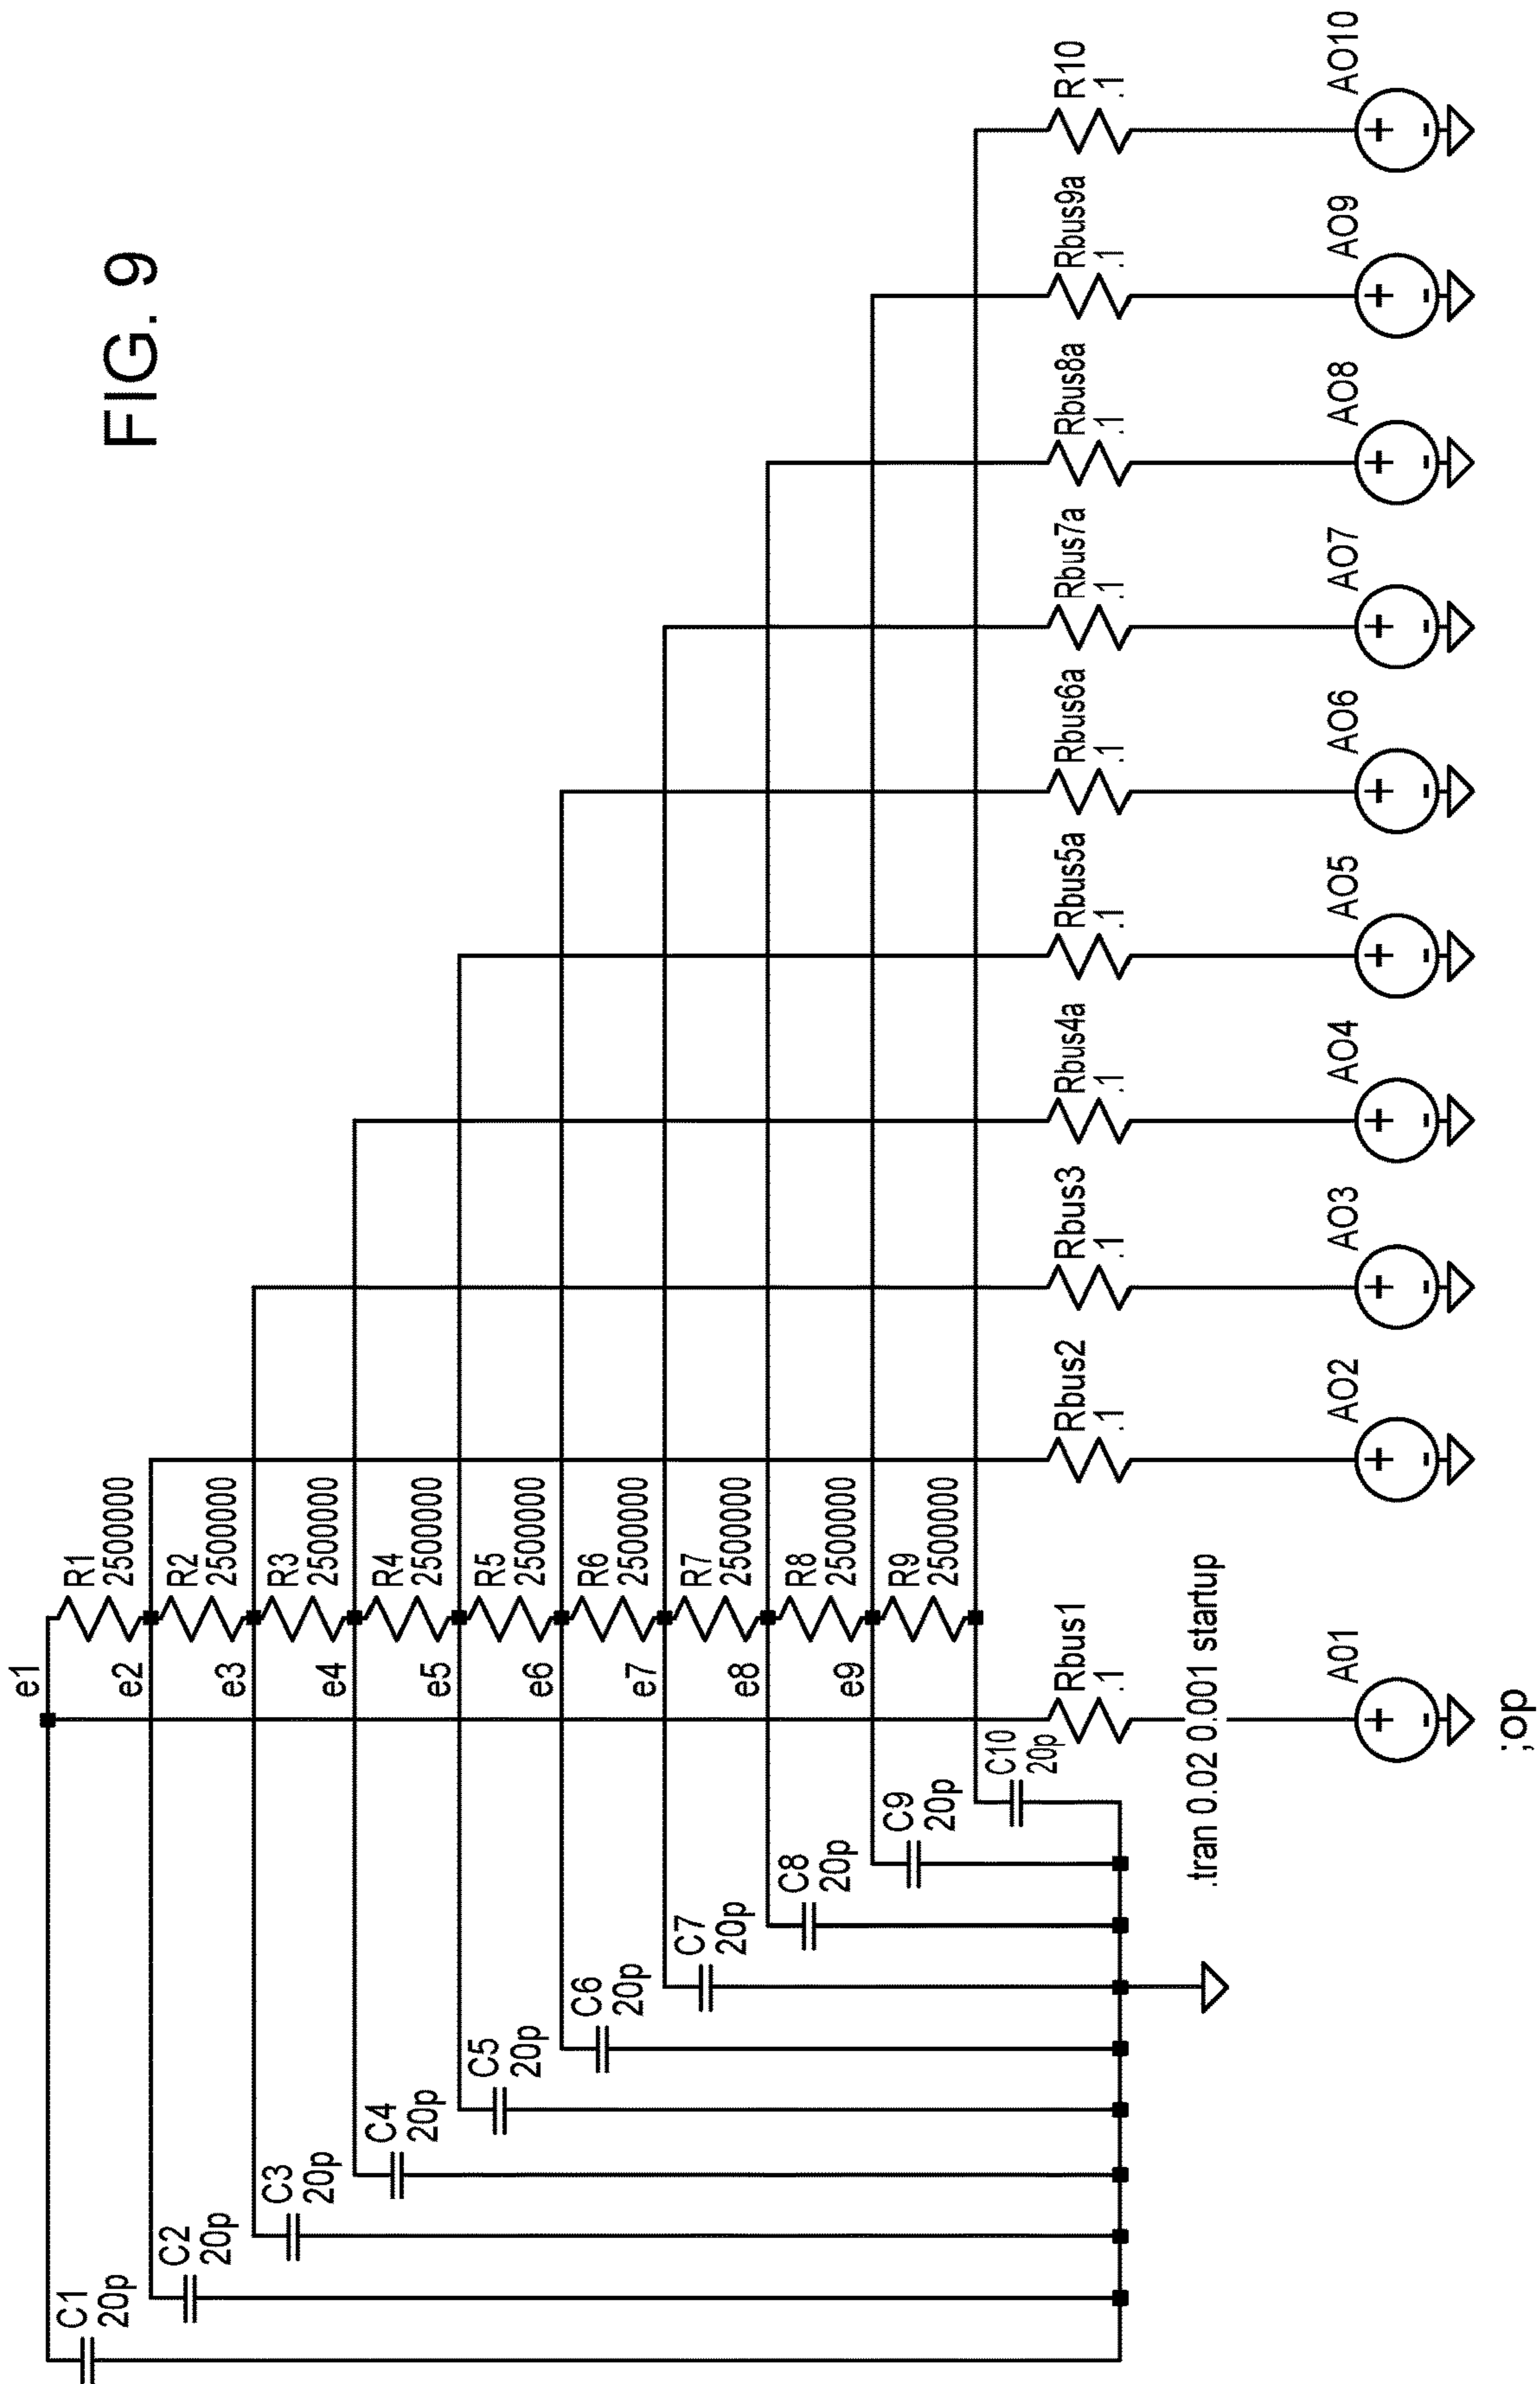 FIG. 9
e1
R1
2500000
e2
R2
2500000
e3
R3
2500000
e4
R4
2500000
e5
R5
2500000
e6
R6
2500000
e7
R7
2500000
e8
R8
2500000
e9
R9
2500000
C1
20p
C2
20p
C3
20p
C4
20p
C5
20p
C6
20p
C7
20p
C8
20p
C9
20p
C10
20p
Rbus1
.1
Rbus2
.1
Rbus3
.1
Rbus4a
.1
Rbus5a
.1
Rbus6a
.1
Rbus7a
.1
Rbus8a
.1
Rbus9a
.1
R10
.1
.tran 0.02 0.001 startup
A01
+
-
AO2
+
-
AO3
+
-
AO4
+
-
AO5
+
-
AO6
+
-
AO7
+
-
AO8
+
-
AO9
+
-
AO10
+
-
;op